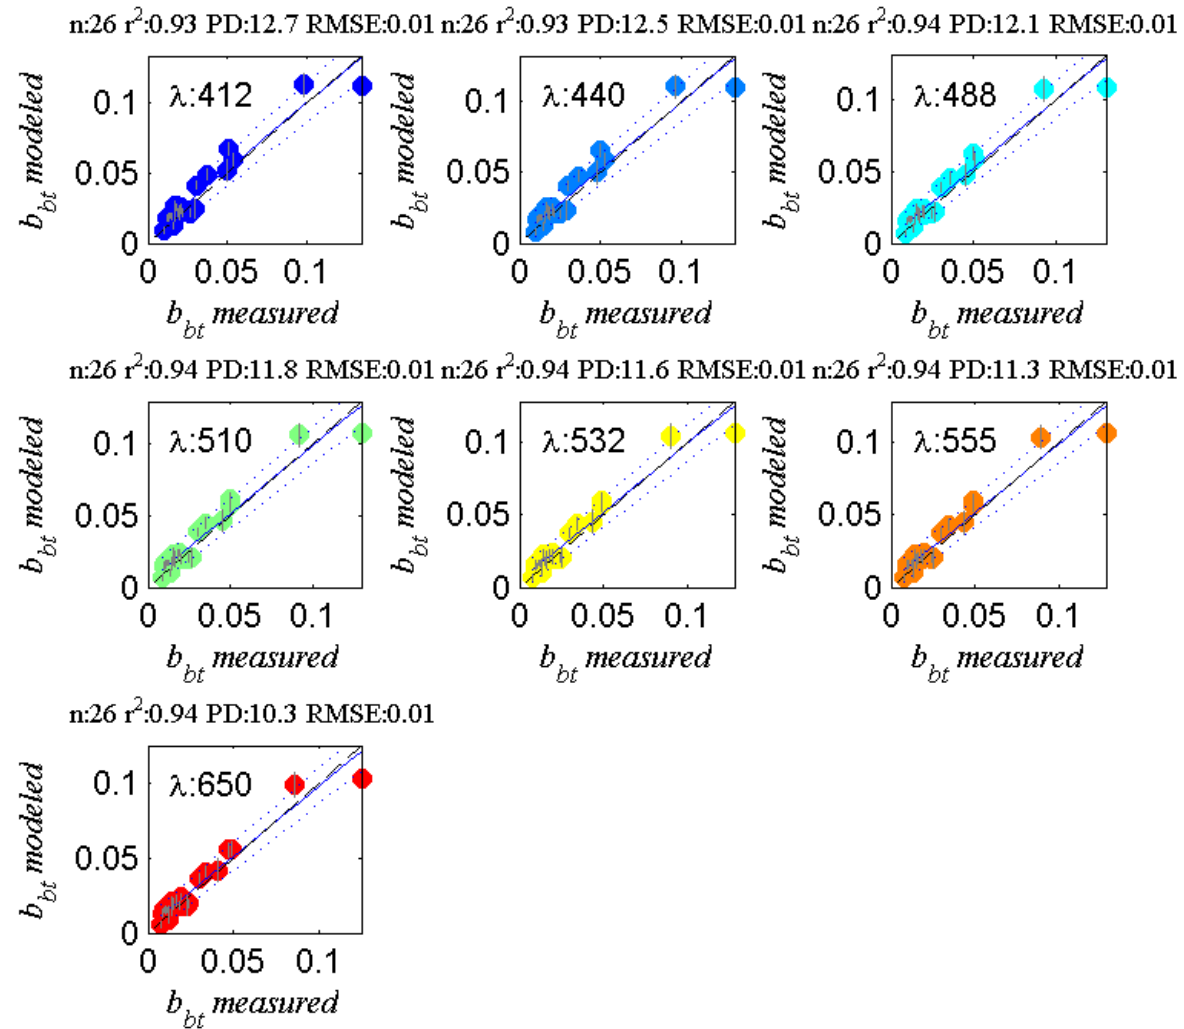 n:26 r²:0.93 PD:12.7 RMSE:0.01 n:26 r²:0.93 PD:12.5 RMSE:0.01 n:26 r²:0.94 PD:12.1 RMSE:0.01
λ:412 λ:440 λ:488
b_bt modeled b_bt modeled b_bt modeled
0.1 0.1 0.1
0.05 0.05 0.05
0 0 0
0 0.05 0.1 0 0.05 0.1 0 0.05 0.1
b_bt measured b_bt measured b_bt measured
n:26 r²:0.94 PD:11.8 RMSE:0.01 n:26 r²:0.94 PD:11.6 RMSE:0.01 n:26 r²:0.94 PD:11.3 RMSE:0.01
λ:510 λ:532 λ:555
b_bt modeled b_bt modeled b_bt modeled
0.1 0.1 0.1
0.05 0.05 0.05
0 0 0
0 0.05 0.1 0 0.05 0.1 0 0.05 0.1
b_bt measured b_bt measured b_bt measured
n:26 r²:0.94 PD:10.3 RMSE:0.01
λ:650
b_bt modeled
0.1
0.05
0
0 0.05 0.1
b_bt measured